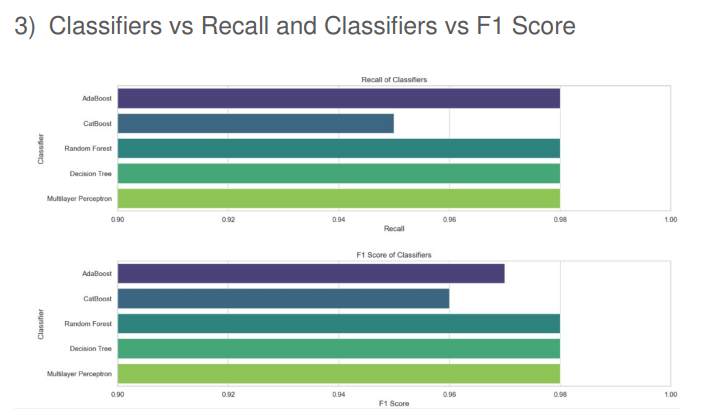 3) Classifiers vs Recall and Classifiers vs F1 Score
Recall of Classifiers
AdaBoost
CatBoost
Random Forest
Decision Tree
Multilayer Perceptron
Classifier
0.90 0.92 0.94 0.96 0.98 1.00
Recall
F1 Score of Classifiers
AdaBoost
CatBoost
Random Forest
Decision Tree
Multilayer Perceptron
Classifier
0.90 0.92 0.94 0.96 0.98 1.00
F1 Score